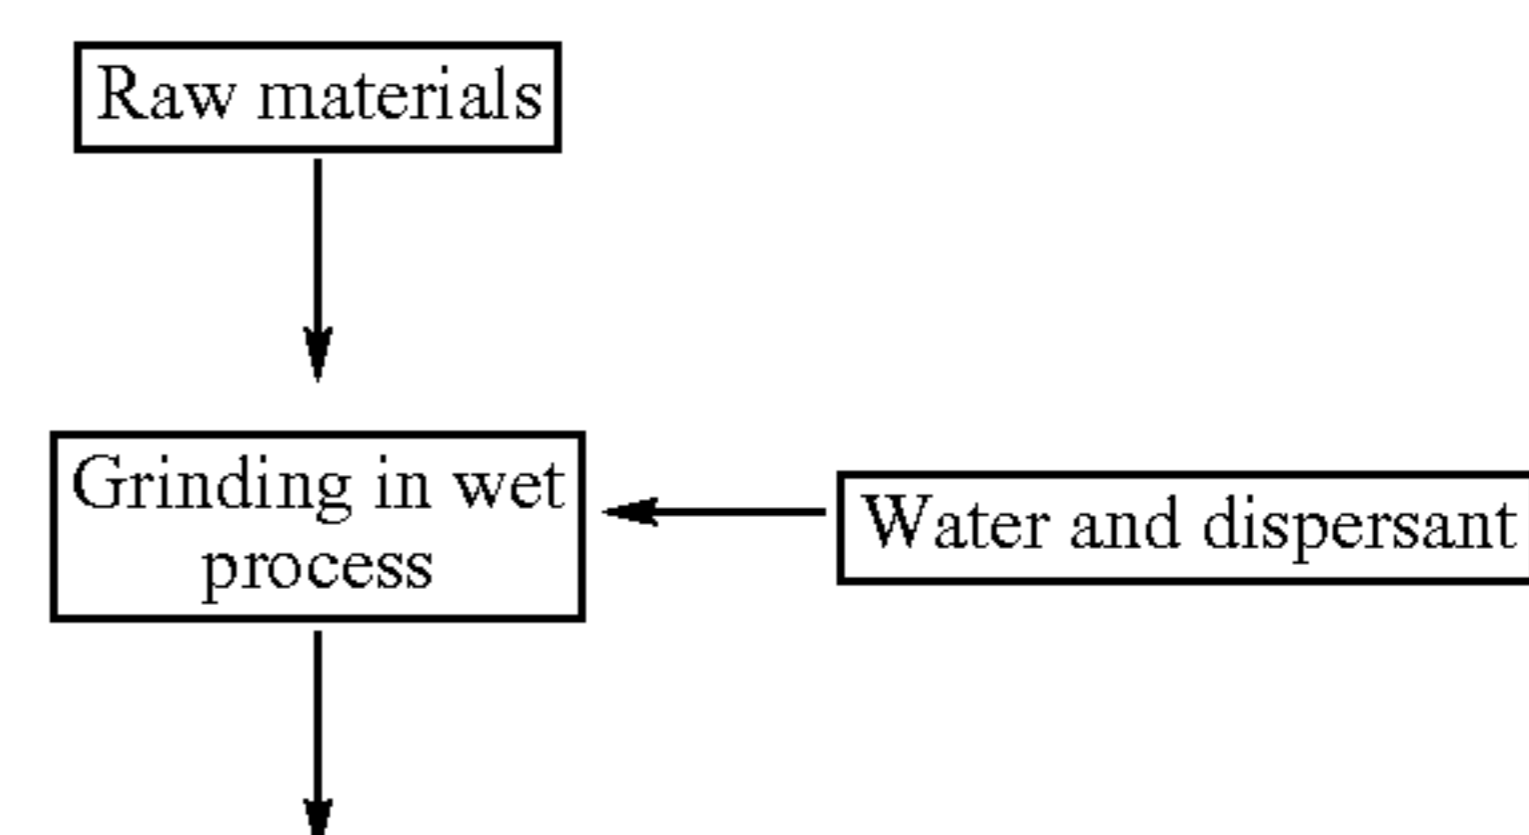 Raw materials
Grinding in wet
process
Water and dispersant